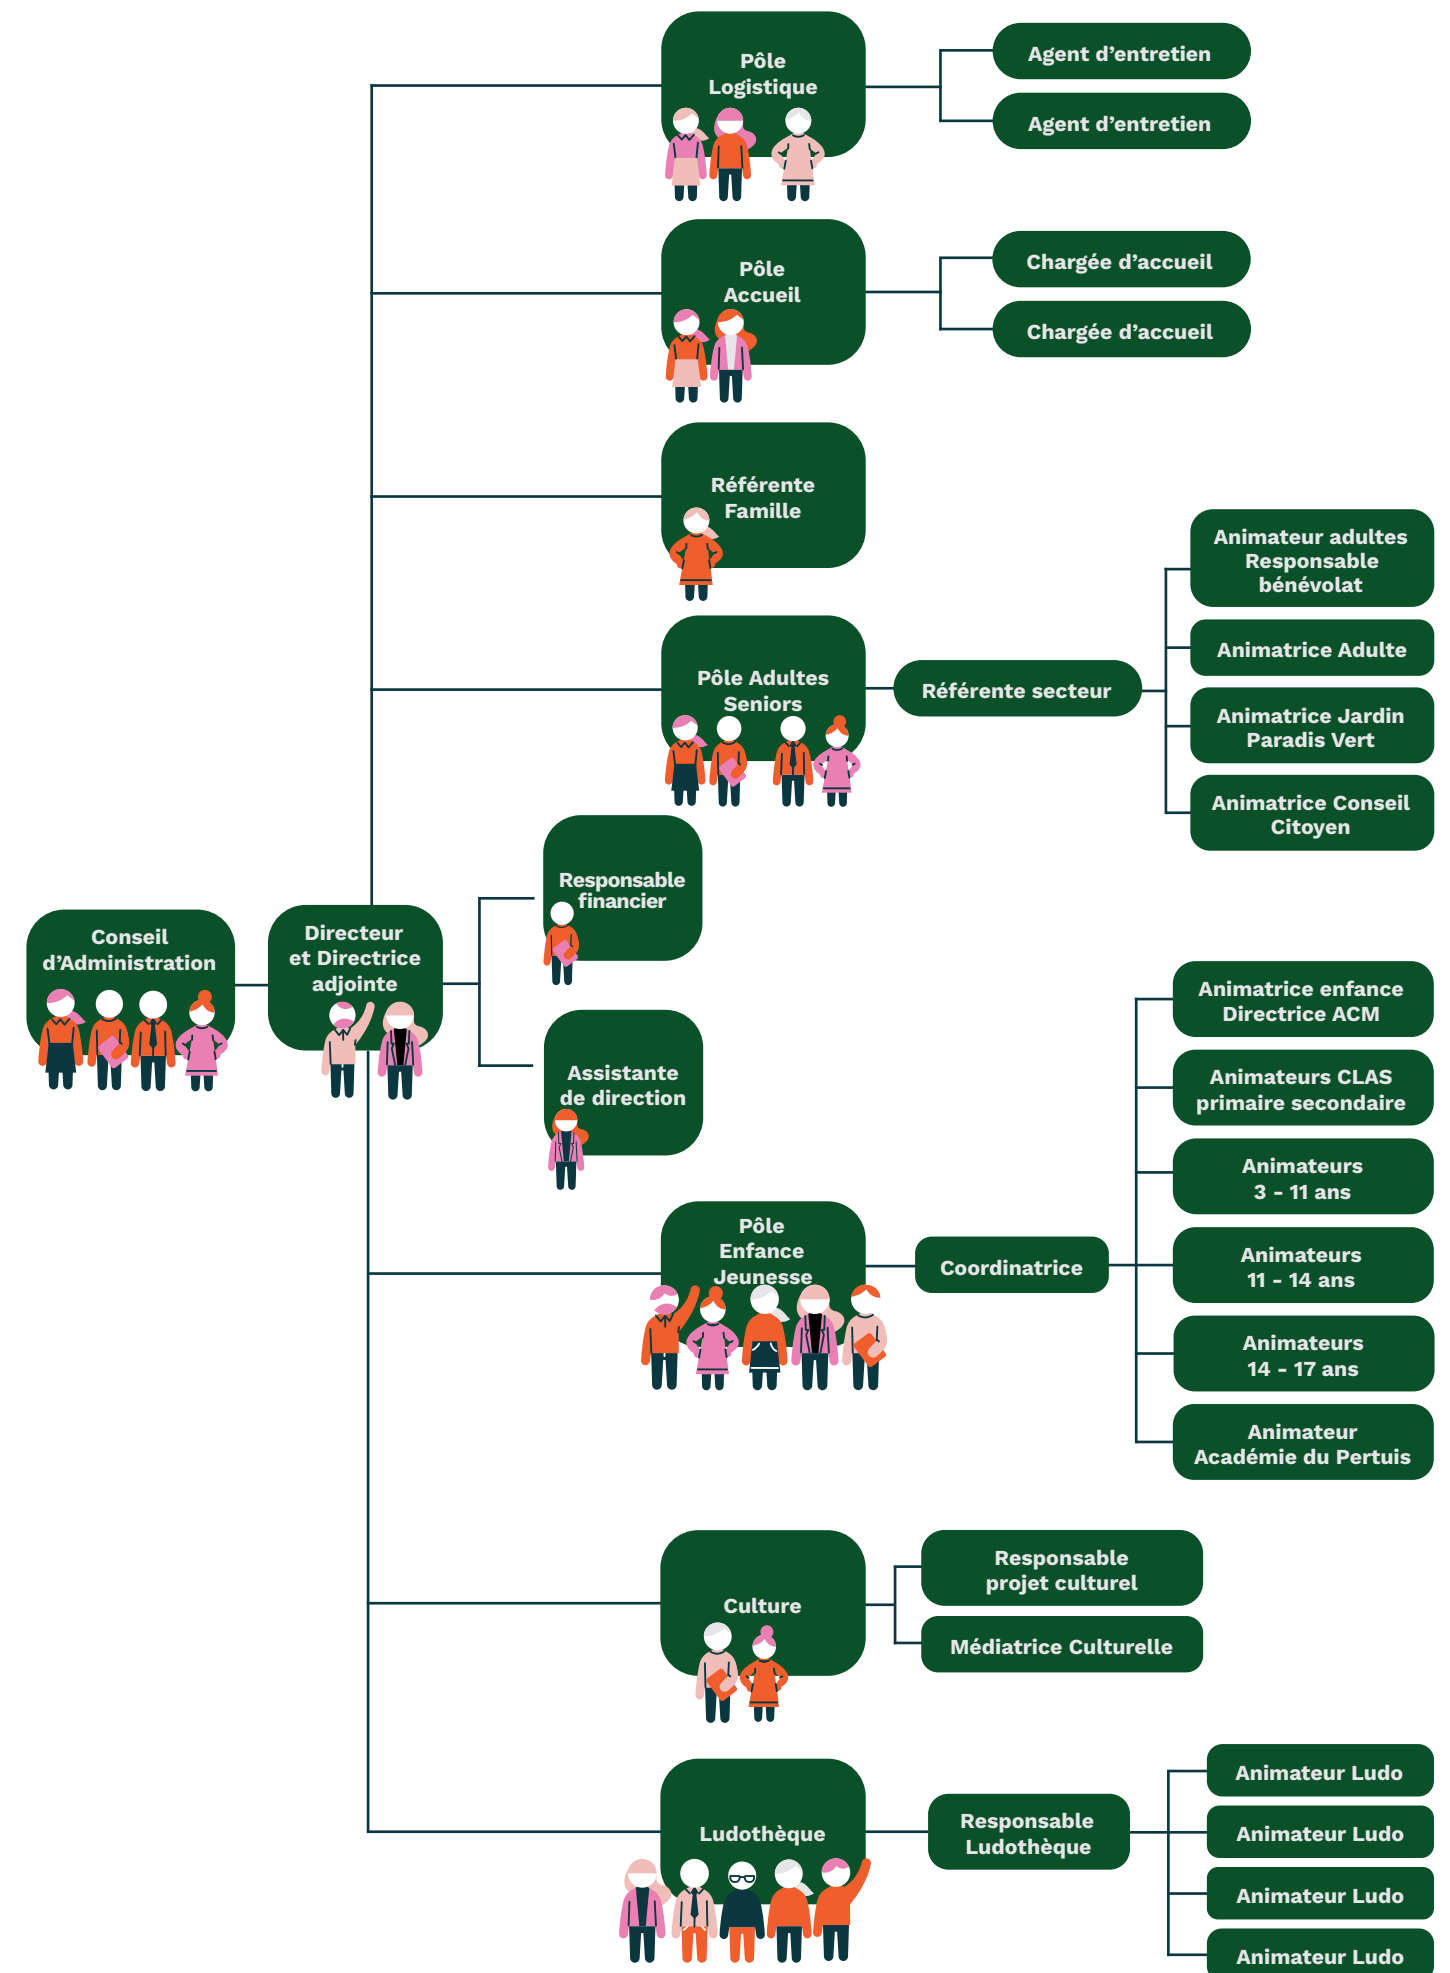 Pôle
Logistique
Agent d’entretien
Agent d’entretien
Pôle
Accueil
Chargée d’accueil
Chargée d’accueil
Référente
Famille
Pôle Adultes
Seniors
Référente secteur
Animateur adultes
Responsable
bénévolat
Animatrice Adulte
Animatrice Jardin
Paradis Vert
Animatrice Conseil
Citoyen
Conseil
d’Administration
Directeur
et Directrice
adjointe
Responsable
financier
Assistante
de direction
Pôle
Enfance
Jeunesse
Coordinatrice
Animatrice enfance
Directrice ACM
Animateurs CLAS
primaire secondaire
Animateurs
3 - 11 ans
Animateurs
11 - 14 ans
Animateurs
14 - 17 ans
Animateur
Académie du Pertuis
Culture
Responsable
projet culturel
Médiatrice Culturelle
Ludothèque
Responsable
Ludothèque
Animateur Ludo
Animateur Ludo
Animateur Ludo
Animateur Ludo